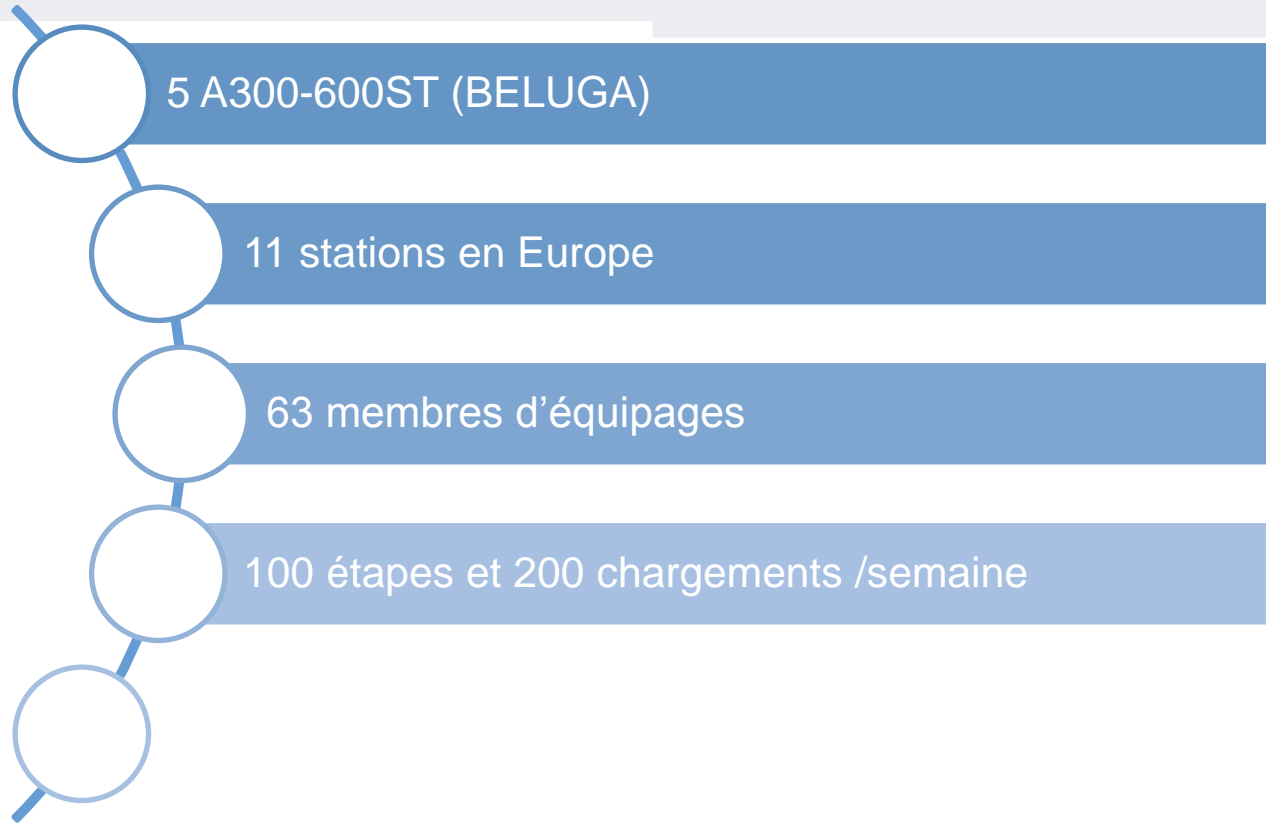 5 A300-600ST (BELUGA)
11 stations en Europe
63 membres d’équipages
100 étapes et 200 chargements /semaine